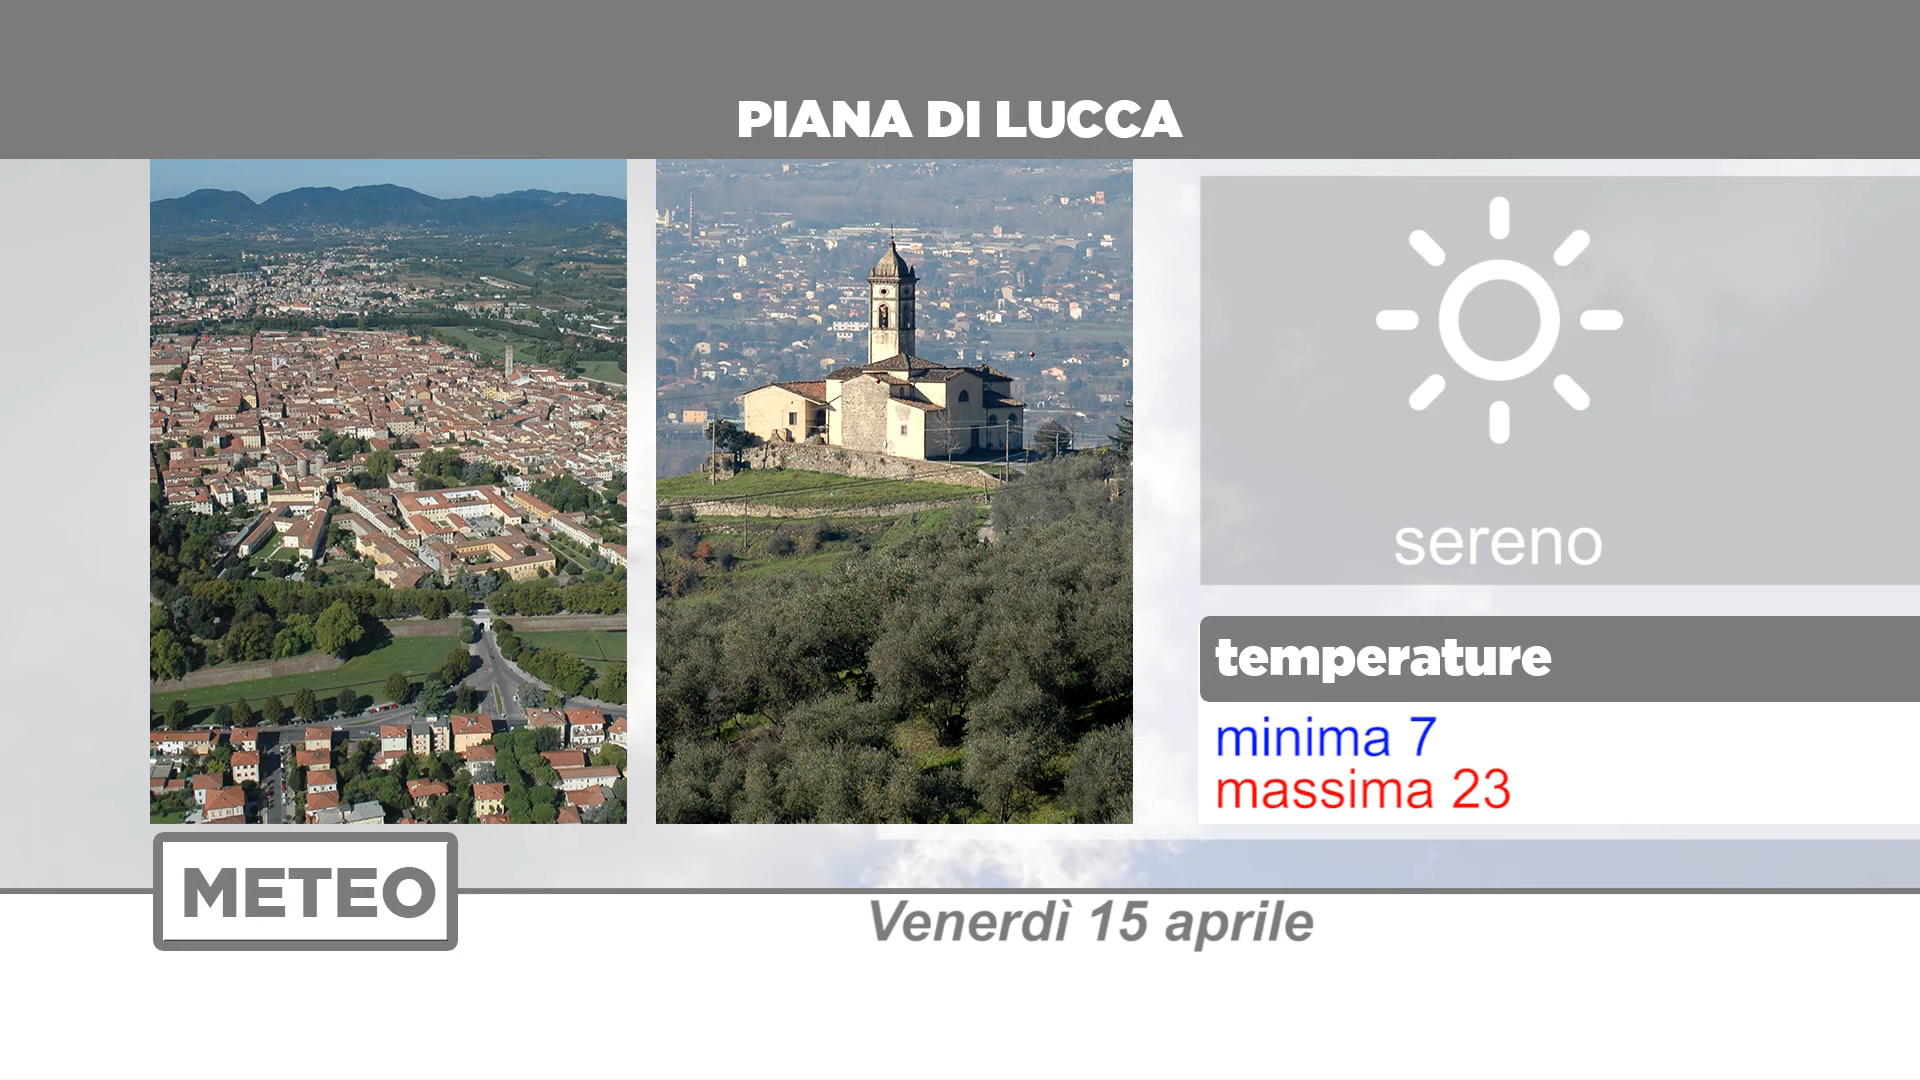 PIANA DI LUCCA
sereno
temperature
minima 7
massima 23
METEO
Venerdì 15 aprile